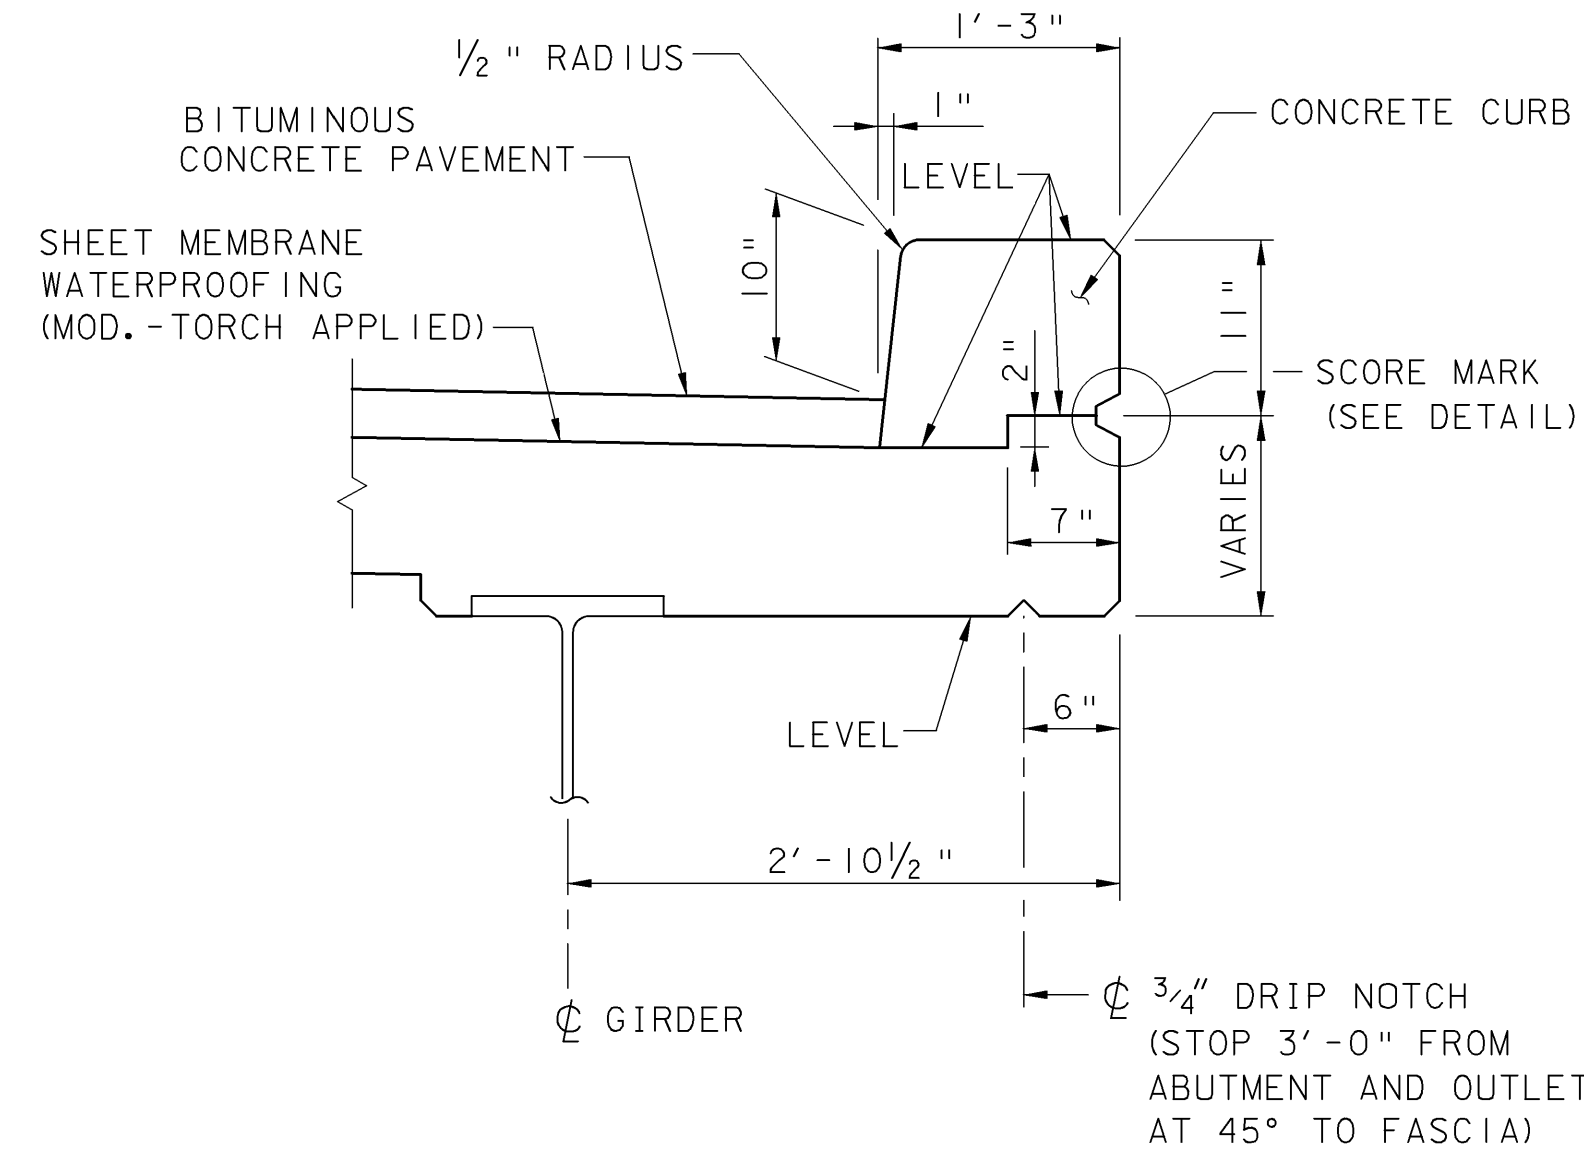 1'-3"
½" RADIUS
1"
BITUMINOUS
CONCRETE PAVEMENT
CONCRETE CURB
LEVEL
SHEET MEMBRANE
WATERPROOFING
(MOD.-TORCH APPLIED)
10"
11"
2"
SCORE MARK
(SEE DETAIL)
VARIES
7"
6"
LEVEL
2'-10½"
℄ GIRDER
℄ ¾" DRIP NOTCH
(STOP 3'-0" FROM
ABUTMENT AND OUTLET
AT 45° TO FASCIA)